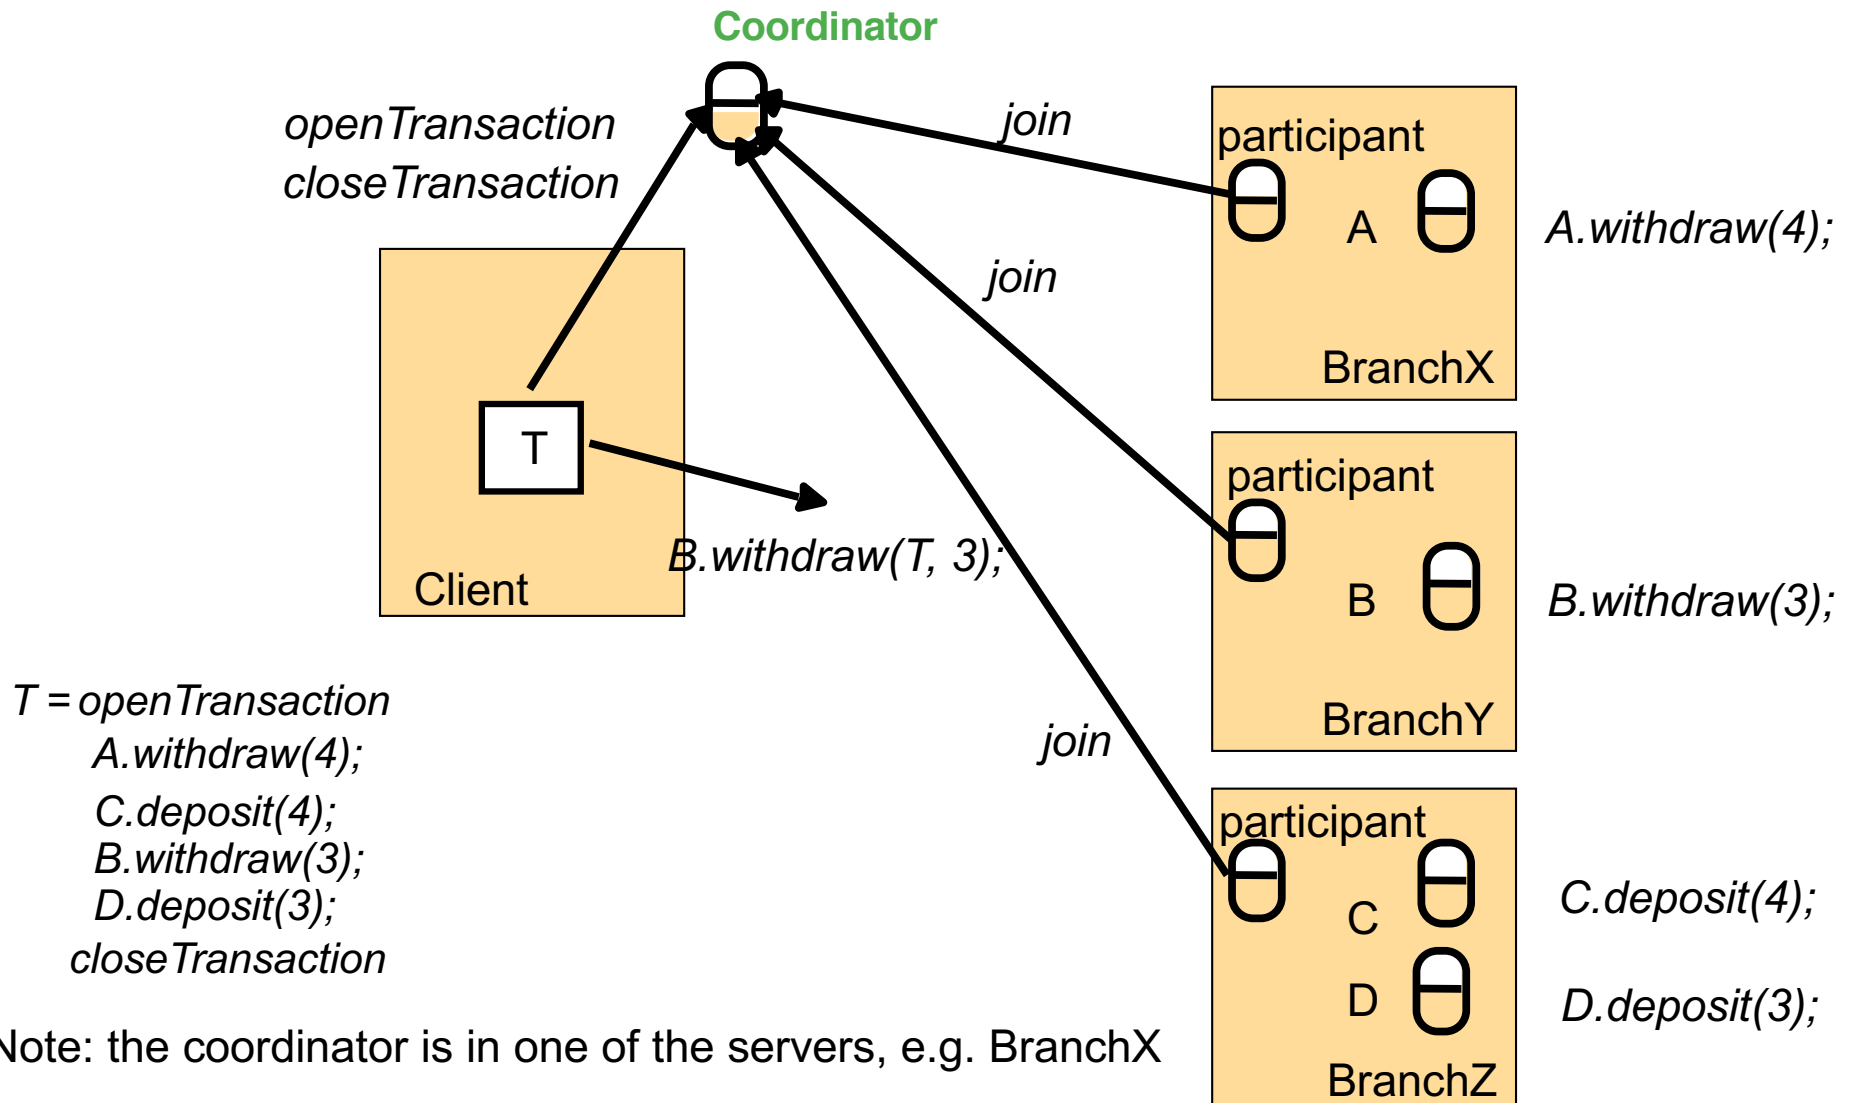 Coordinator
openTransaction
closeTransaction
join
participant
A
A.withdraw(4);
BranchX
join
T
Client
B.withdraw(T, 3);
participant
B
B.withdraw(3);
BranchY
join
T = openTransaction
A.withdraw(4);
C.deposit(4);
B.withdraw(3);
D.deposit(3);
closeTransaction
participant
C
C.deposit(4);
D
D.deposit(3);
BranchZ
Note: the coordinator is in one of the servers, e.g. BranchX